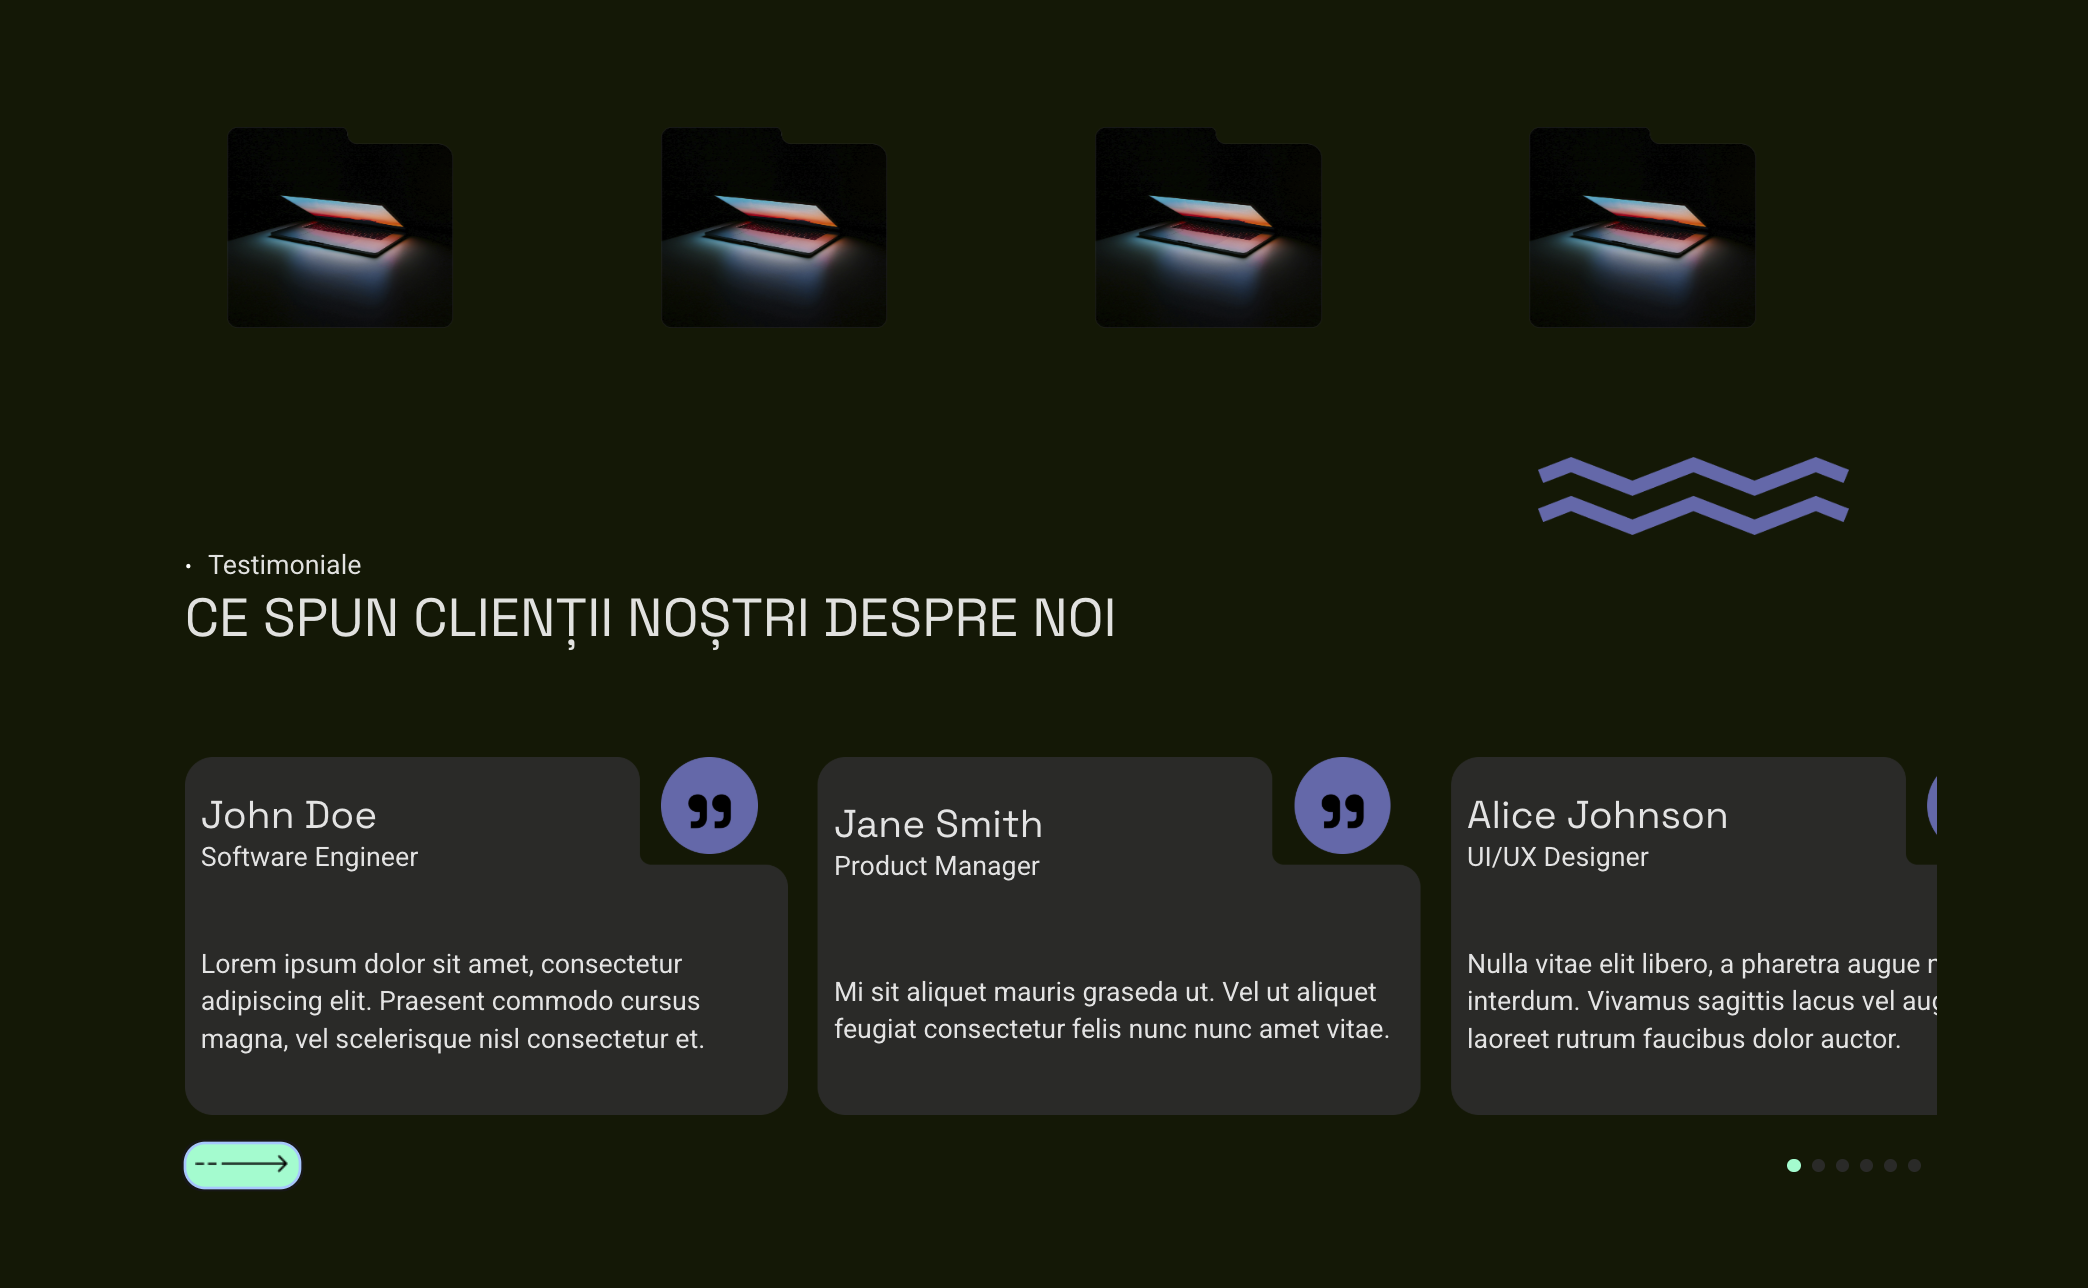 Testimoniale
CE SPUN CLIENȚII NOȘTRI DESPRE NOI
John Doe
Software Engineer
Lorem ipsum dolor sit amet, consectetur
adipiscing elit. Praesent commodo cursus
magna, vel scelerisque nisl consectetur et.
Jane Smith
Product Manager
Mi sit aliquet mauris graseda ut. Vel ut aliquet
feugiat consectetur felis nunc nunc amet vitae.
Alice Johnson
UI/UX Designer
Nulla vitae elit libero, a pharetra augue
interdum. Vivamus sagittis lacus vel
laoreet rutrum faucibus dolor auctor.